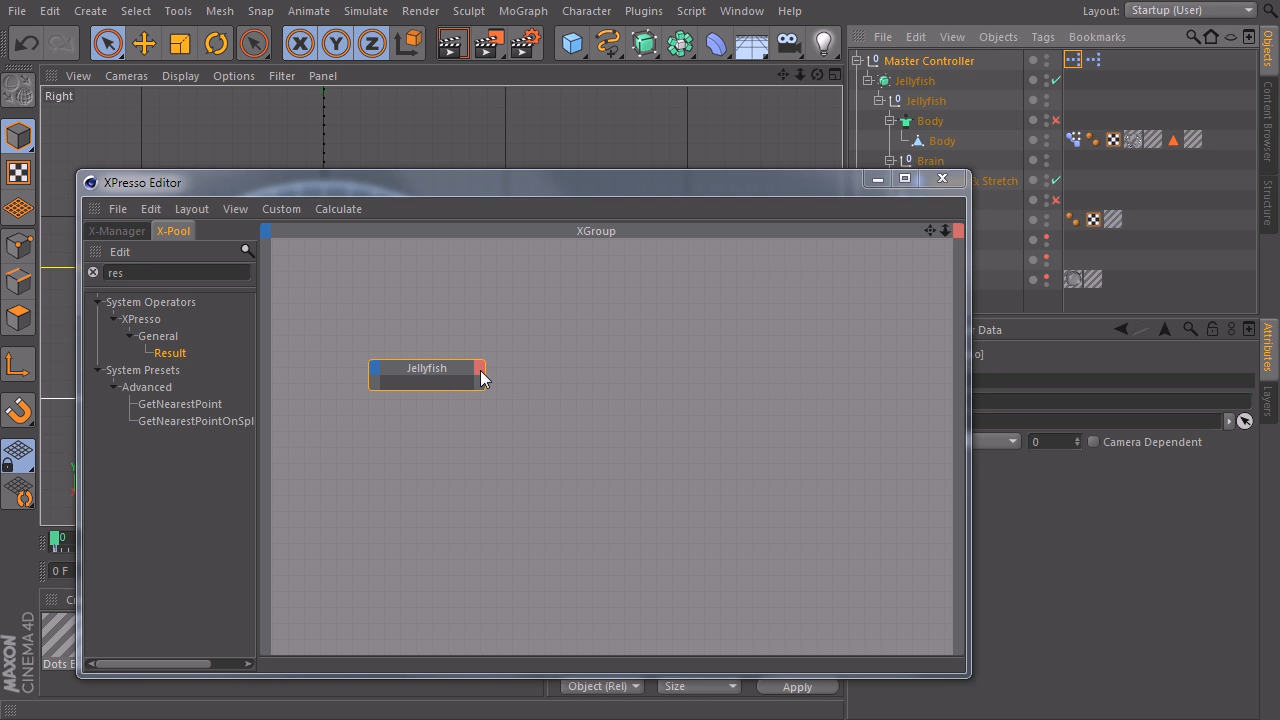 File Edit Create Select Tools Mesh Snap Animate Simulate Render Sculpt MoGraph Character Plugins Script Window Help
Layout: Startup (User)
View Cameras Display Options Filter Panel
Right
File Edit View Objects Tags Bookmarks
Master Controller
Jellyfish
Jellyfish
Body
Body
Brain
& Stretch
Objects
Content Browser
Structure
XPresso Editor
File Edit Layout View Custom Calculate
X-Manager X-Pool
XGroup
Edit
res
System Operators
XPresso
General
Result
System Presets
Advanced
GetNearestPoint
GetNearestPointOnSpl
Jellyfish
r Data
o]
0 Camera Dependent
Attributes
Layers
0
0 F
Dots E
Object (Rel) Size Apply
MAXON
CINEMA 4D